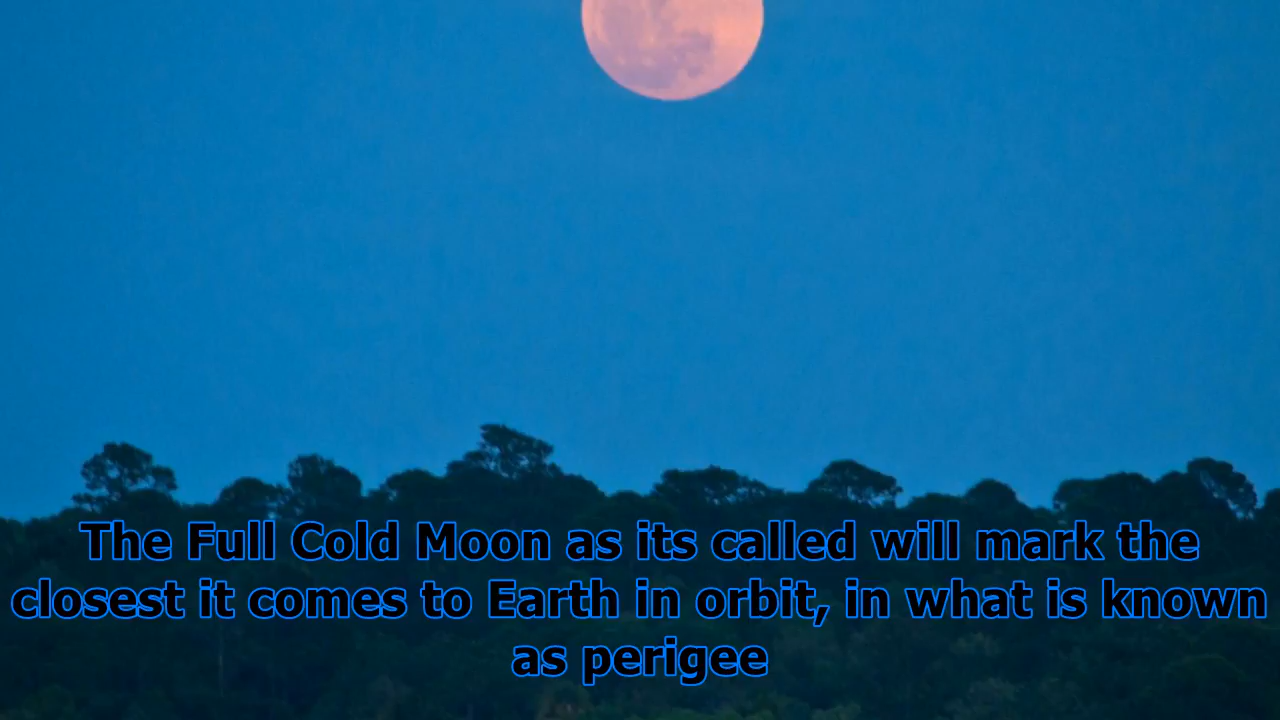 The Full Cold Moon as its called will mark the
closest it comes to Earth in orbit, in what is known
as perigee